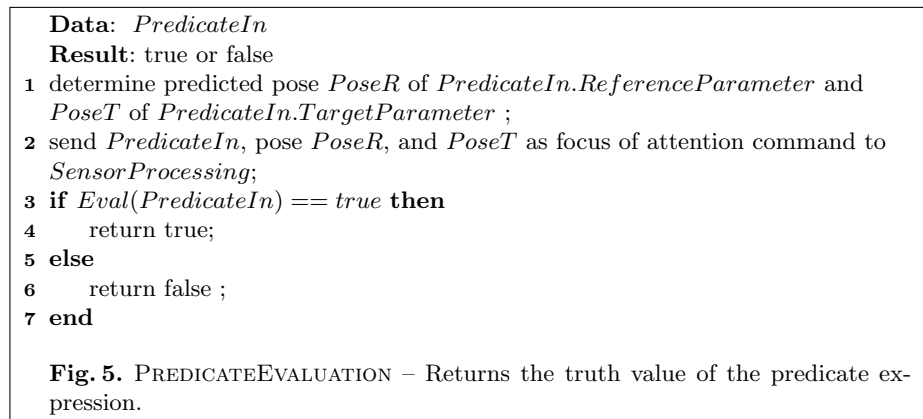 Data: PredicateIn
Result: true or false
1 determine predicted pose PoseR of PredicateIn.ReferenceParameter and
PoseT of PredicateIn.TargetParameter ;
2 send PredicateIn, pose PoseR, and PoseT as focus of attention command to
SensorProcessing;
3 if Eval(PredicateIn) == true then
4 return true;
5 else
6 return false ;
7 end
Fig. 5. PREDICATEEVALUATION – Returns the truth value of the predicate ex-
pression.